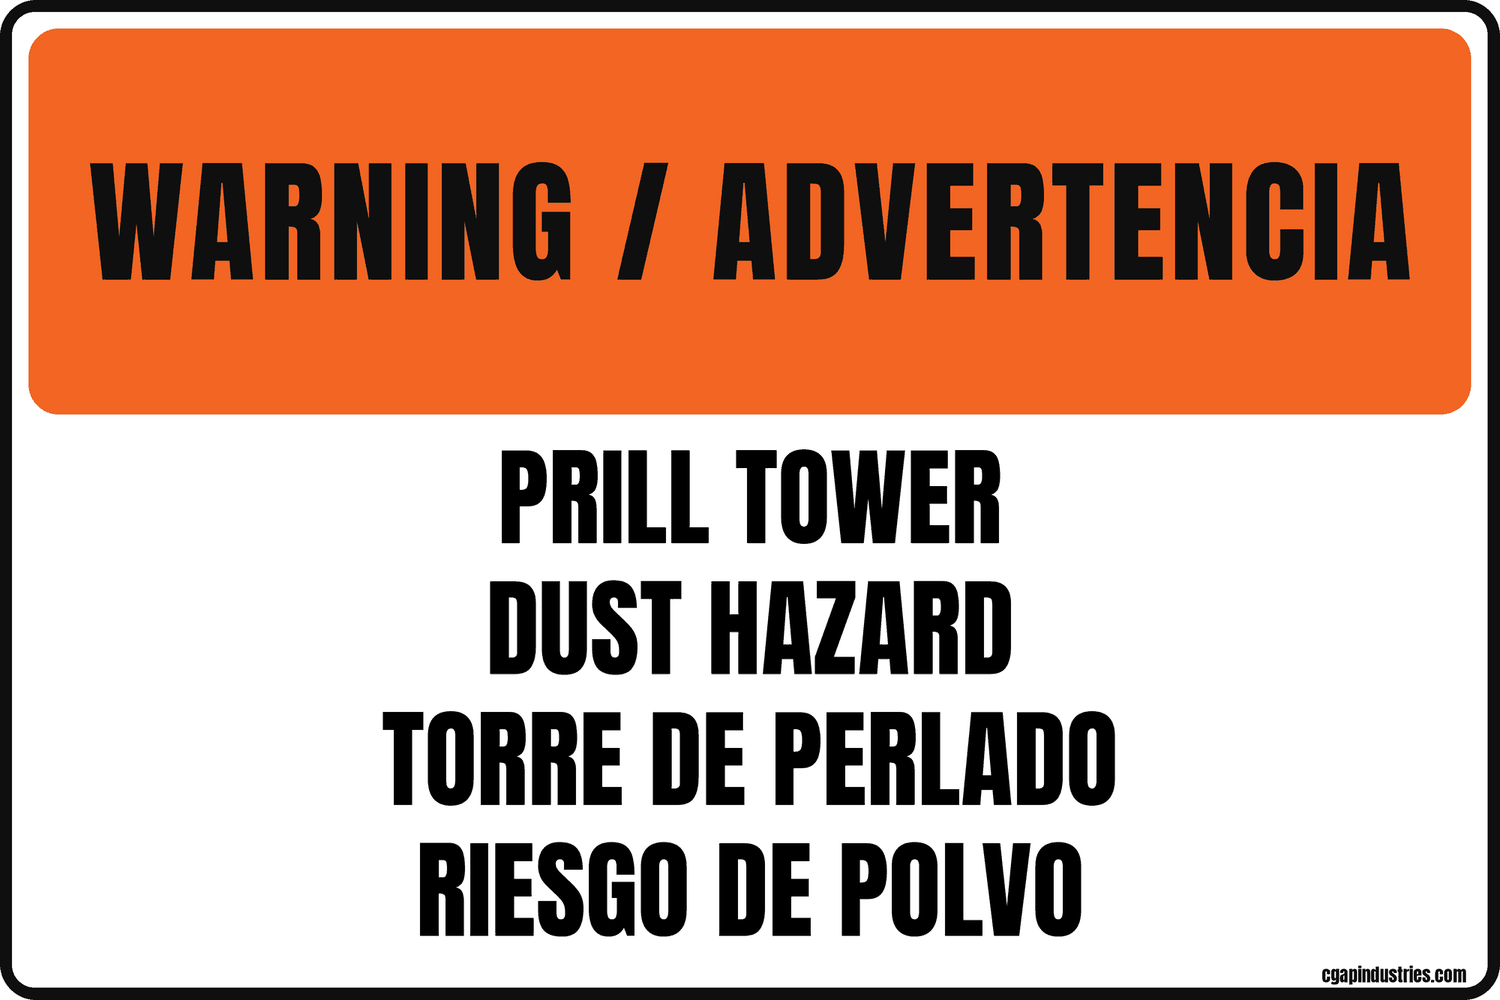 WARNING / ADVERTENCIA
PRILL TOWER
DUST HAZARD
TORRE DE PERLADO
RIESGO DE POLVO
cgapindustries.com